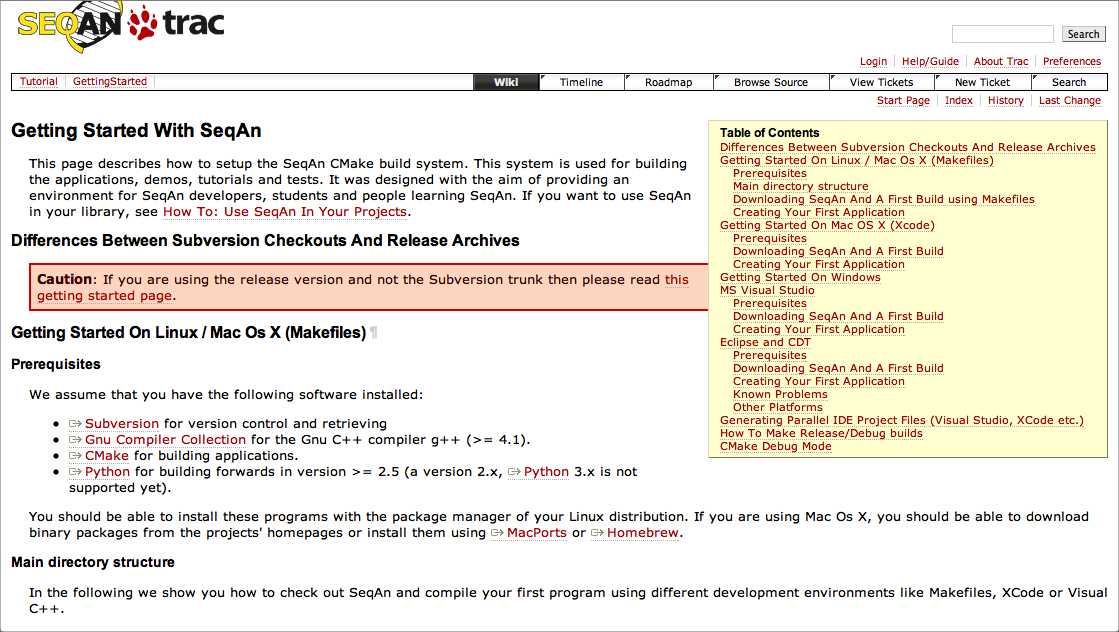 SEQAN trac
Search
Login Help/Guide About Trac Preferences
Tutorial GettingStarted Wiki Timeline Roadmap Browse Source View Tickets New Ticket Search
Start Page Index History Last Change
Getting Started With SeqAn
This page describes how to setup the SeqAn CMake build system. This system is used for building
the applications, demos, tutorials and tests. It was designed with the aim of providing an
environment for SeqAn developers, students and people learning SeqAn. If you want to use SeqAn
in your library, see How To: Use SeqAn In Your Projects.
Differences Between Subversion Checkouts And Release Archives
Caution: If you are using the release version and not the Subversion trunk then please read this
getting started page.
Table of Contents
Differences Between Subversion Checkouts And Release Archives
Getting Started On Linux / Mac Os X (Makefiles)
Prerequisites
Main directory structure
Downloading SeqAn And A First Build using Makefiles
Creating Your First Application
Getting Started On Mac OS X (Xcode)
Prerequisites
Downloading SeqAn And A First Build
Creating Your First Application
Getting Started On Windows
MS Visual Studio
Prerequisites
Downloading SeqAn And A First Build
Creating Your First Application
Eclipse and CDT
Prerequisites
Downloading SeqAn And A First Build
Creating Your First Application
Known Problems
Other Platforms
Generating Parallel IDE Project Files (Visual Studio, XCode etc.)
How To Make Release/Debug builds
CMake Debug Mode
Getting Started On Linux / Mac Os X (Makefiles) ¶
Prerequisites
We assume that you have the following software installed:
• Subversion for version control and retrieving
• Gnu Compiler Collection for the Gnu C++ compiler g++ (>= 4.1).
• CMake for building applications.
• Python for building forwards in version >= 2.5 (a version 2.x, Python 3.x is not
supported yet).
You should be able to install these programs with the package manager of your Linux distribution. If you are using Mac Os X, you should be able to download
binary packages from the projects' homepages or install them using MacPorts or Homebrew.
Main directory structure
In the following we show you how to check out SeqAn and compile your first program using different development environments like Makefiles, XCode or Visual
C++.